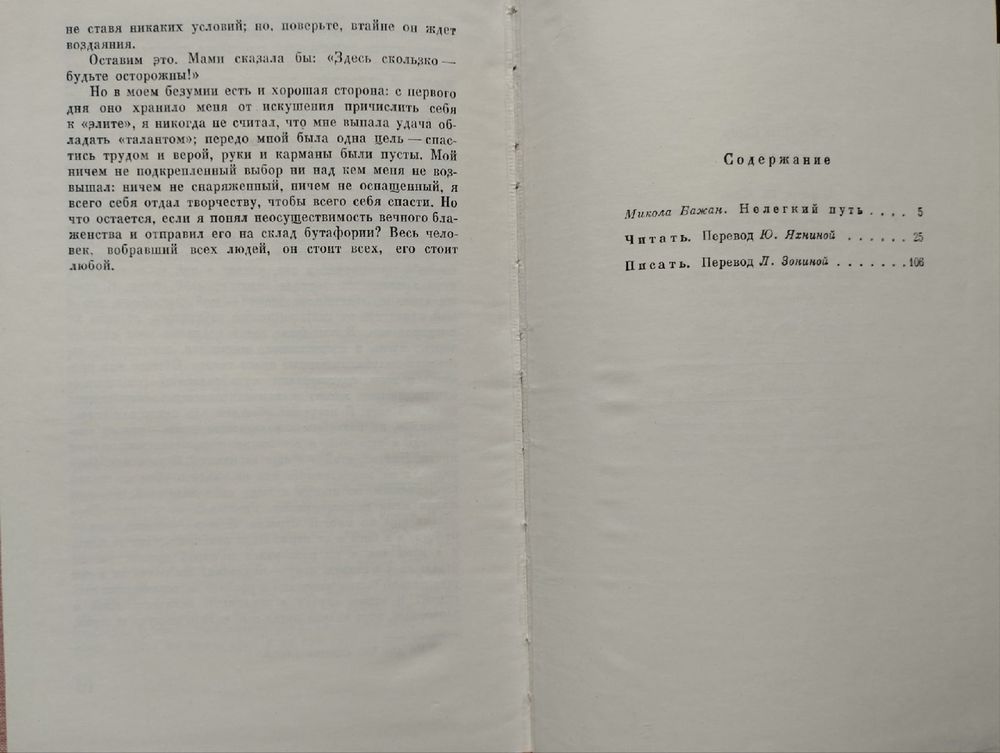 не ставя никаких условий; но, поверьте, втайне он ждет
воздаяния.
Оставим это. Мами сказала бы: «Здесь скользко —
будьте осторожны!»
Но в моем безумии есть и хорошая сторона: с первого
дня оно хранило меня от искушения причислить себя
к «элите», я никогда не считал, что мне выпала удача об-
ладать «талантом»; передо мной была одна цель — спас-
тись трудом и верой, руки и карманы были пусты. Мой
ничем не подкрепленный выбор ни над кем меня не воз-
вышал: ничем не снаряженный, ничем не оснащенный, я
всего себя отдал творчеству, чтобы всего себя спасти. Но
что остается, если я понял неосуществимость вечного бла-
женства и отправил его на склад бутафории? Весь чело-
век, вобравший всех людей, он стоит всех, его стоит
любой.
Содержание
Микола Бажан. Нелегкий путь . . . . 5
Читать. Перевод Ю. Яхниной . . . . . . 25
Писать. Перевод Л. Зониной . . . . . . . 106